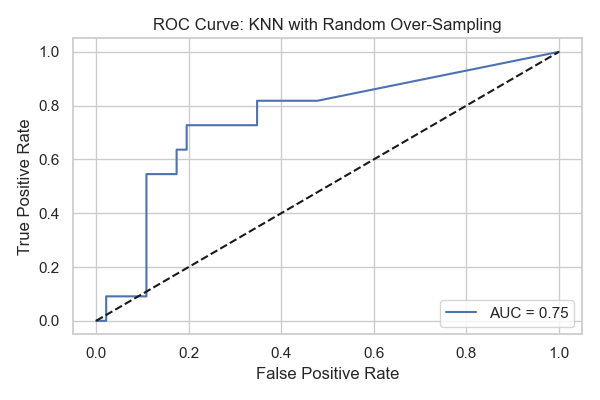 ROC Curve: KNN with Random Over-Sampling
True Positive Rate
1.0
0.8
0.6
0.4
0.2
0.0
AUC = 0.75
0.0 0.2 0.4 0.6 0.8 1.0
False Positive Rate